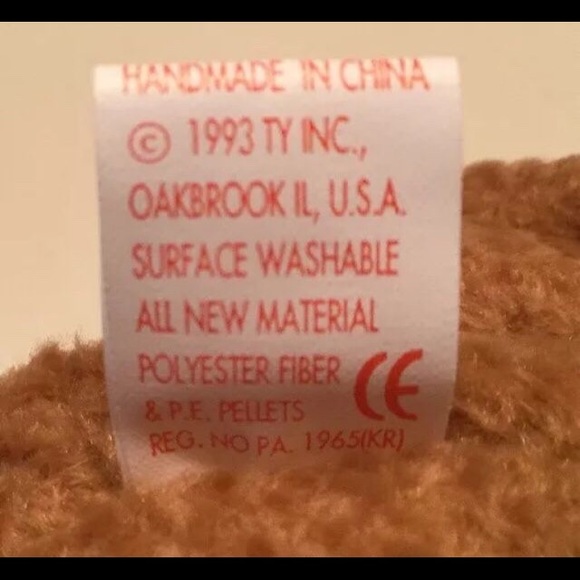 HANDMADE IN CHINA
© 1993 TY INC.,
OAKBROOK IL, U.S.A.
SURFACE WASHABLE
ALL NEW MATERIAL
POLYESTER FIBER
& P.E. PELLETS CE
REG. NO PA. 1965(KR)